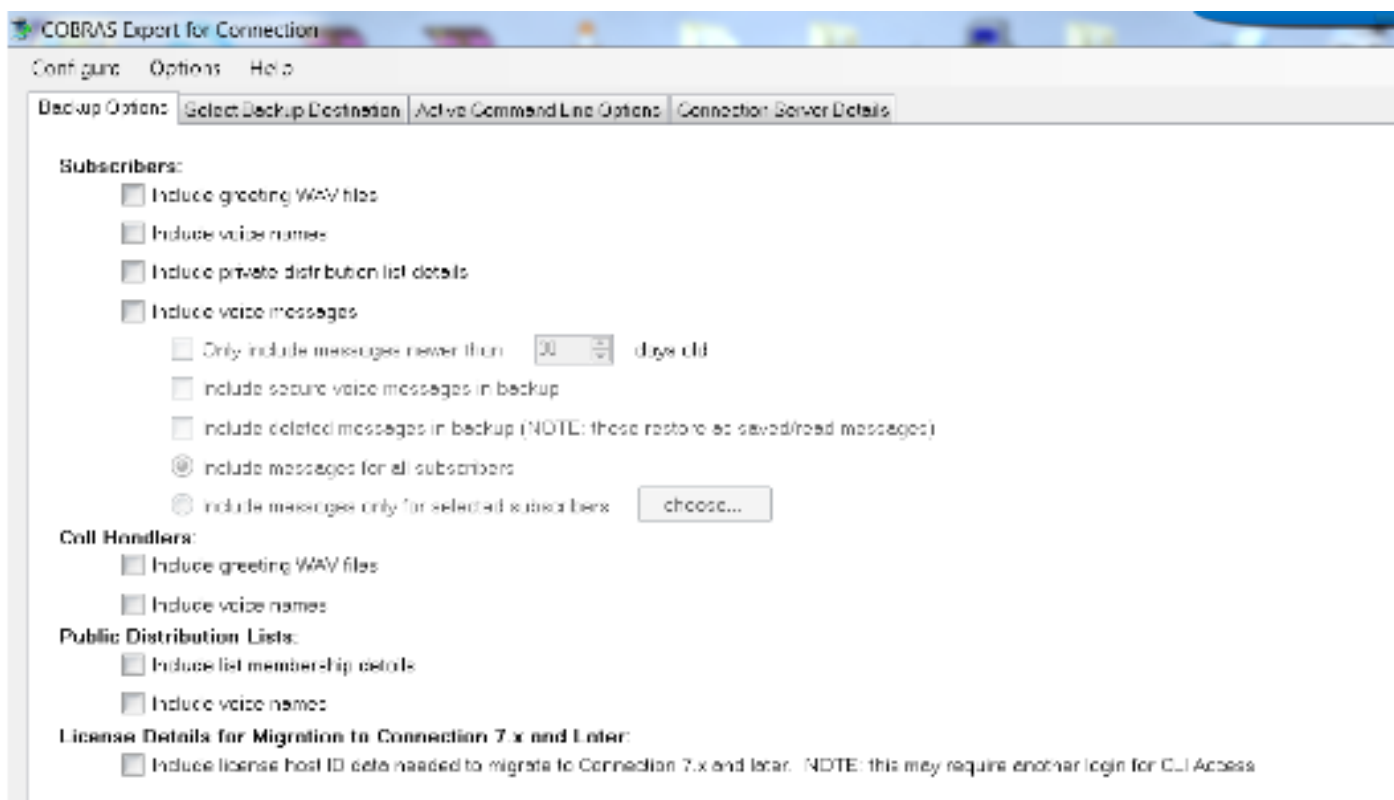 COBRAS Export for Connection
Configure Options Help
Backup Options Select Backup Destination Active Command Line Options Connection Server Details
Subscribers:
Include greeting WAV files
Include voice names
Include private distribution list details
Include voice messages
Only include messages newer than days old
Include secure voice messages in backup
Include deleted messages in backup (NOTE: these restore as saved/read messages)
Include messages for all subscribers
Include messages only for selected subscribers choose...
Call Handlers:
Include greeting WAV files
Include voice names
Public Distribution Lists:
Include list membership details
Include voice names
License Details for Migration to Connection 7.x and Later:
Include license host ID data needed to migrate to Connection 7.x and later. NOTE: this may require another login for CLI Access